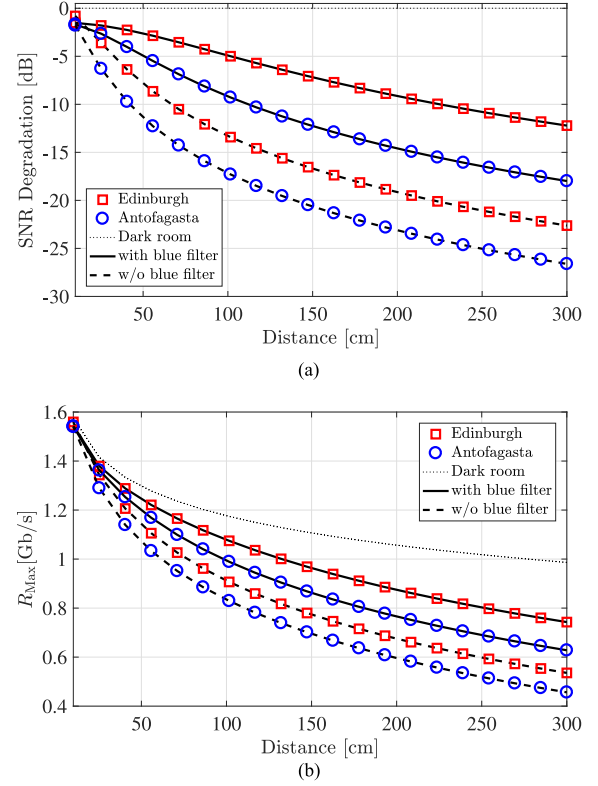 0
-5
-10
-15
-20
-25
-30
SNR Degradation [dB]
Edinburgh
Antofagasta
Dark room
with blue filter
w/o blue filter
50 100 150 200 250 300
Distance [cm]
(a)
1.6
1.4
1.2
1
0.8
0.6
0.4
R_Max[Gb/s]
Edinburgh
Antofagasta
Dark room
with blue filter
w/o blue filter
50 100 150 200 250 300
Distance [cm]
(b)